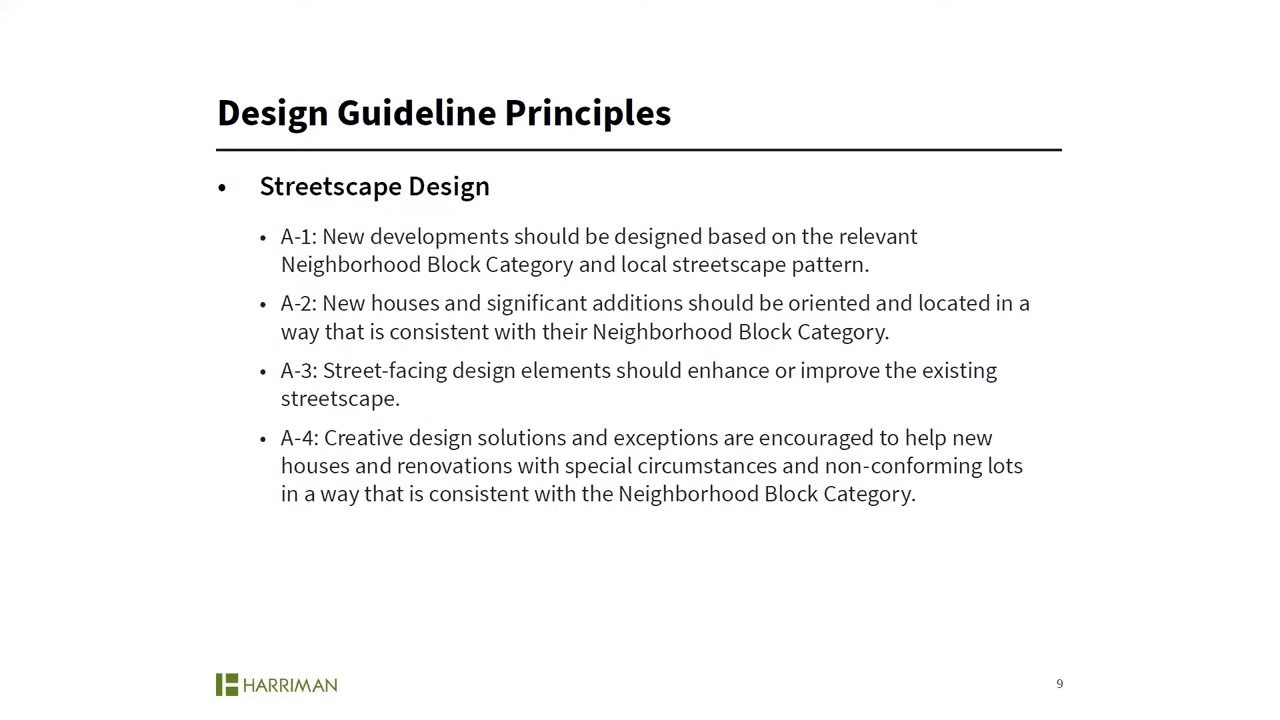 Design Guideline Principles
• Streetscape Design
• A-1: New developments should be designed based on the relevant
Neighborhood Block Category and local streetscape pattern.
• A-2: New houses and significant additions should be oriented and located in a
way that is consistent with their Neighborhood Block Category.
• A-3: Street-facing design elements should enhance or improve the existing
streetscape.
• A-4: Creative design solutions and exceptions are encouraged to help new
houses and renovations with special circumstances and non-conforming lots
in a way that is consistent with the Neighborhood Block Category.
HARRIMAN
9